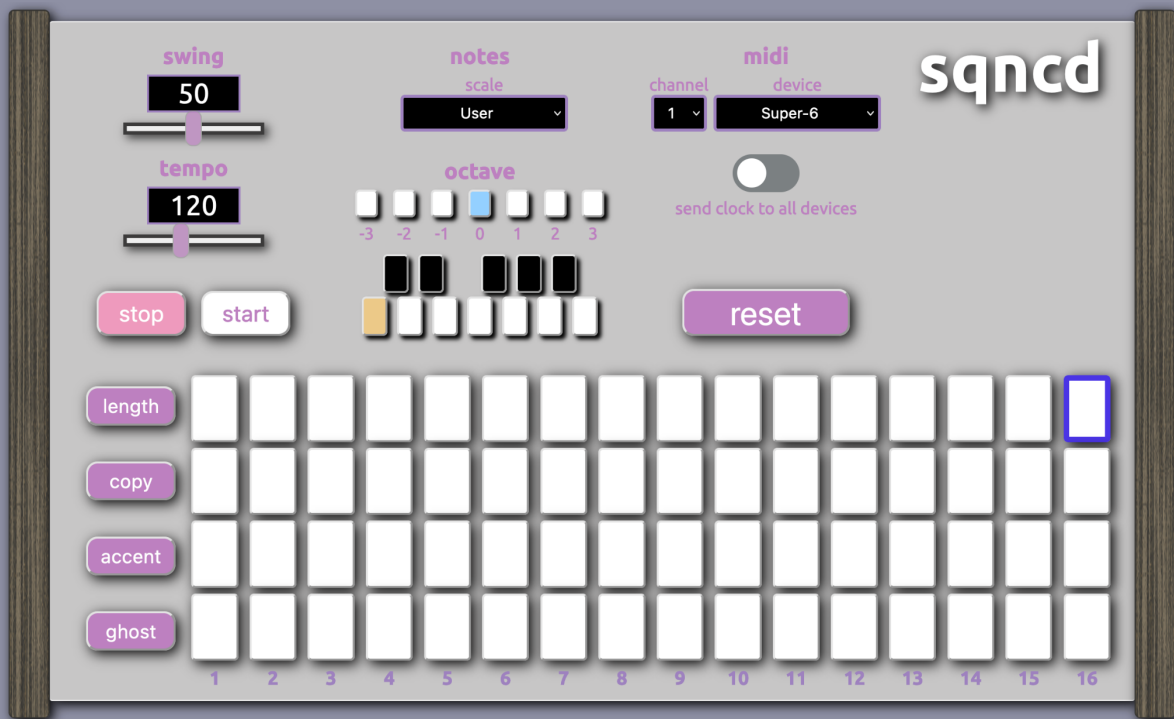 swing
50
tempo
120
stop
start
notes
scale
User
octave
-3 -2 -1 0 1 2 3
midi
channel device
1 Super-6
send clock to all devices
reset
sqncd
length
copy
accent
ghost
1 2 3 4 5 6 7 8 9 10 11 12 13 14 15 16